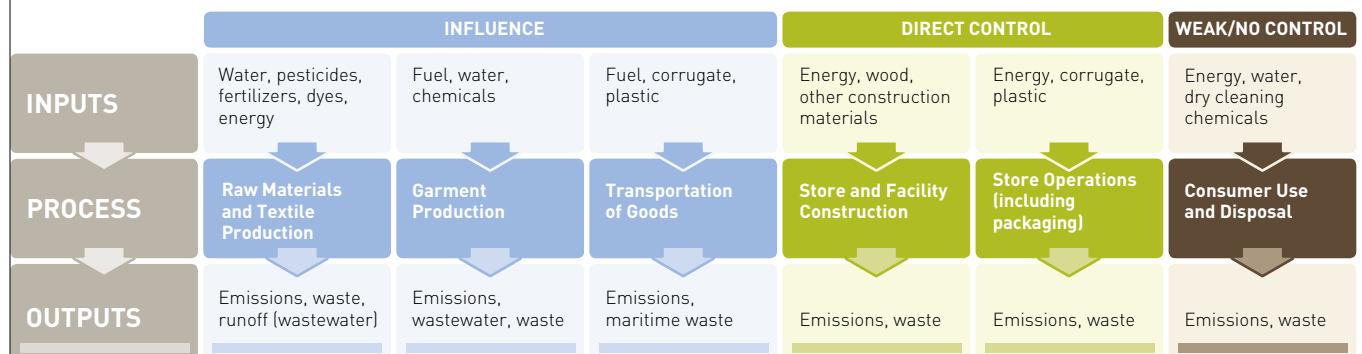 INFLUENCE
DIRECT CONTROL
WEAK/NO CONTROL
INPUTS
Water, pesticides,
fertilizers, dyes,
energy
Fuel, water,
chemicals
Fuel, corrugate,
plastic
Energy, wood,
other construction
materials
Energy, corrugate,
plastic
Energy, water,
dry cleaning
chemicals
PROCESS
Raw Materials
and Textile
Production
Garment
Production
Transportation
of Goods
Store and Facility
Construction
Store Operations
(including
packaging)
Consumer Use
and Disposal
OUTPUTS
Emissions, waste,
runoff (wastewater)
Emissions,
wastewater, waste
Emissions,
maritime waste
Emissions, waste
Emissions, waste
Emissions, waste